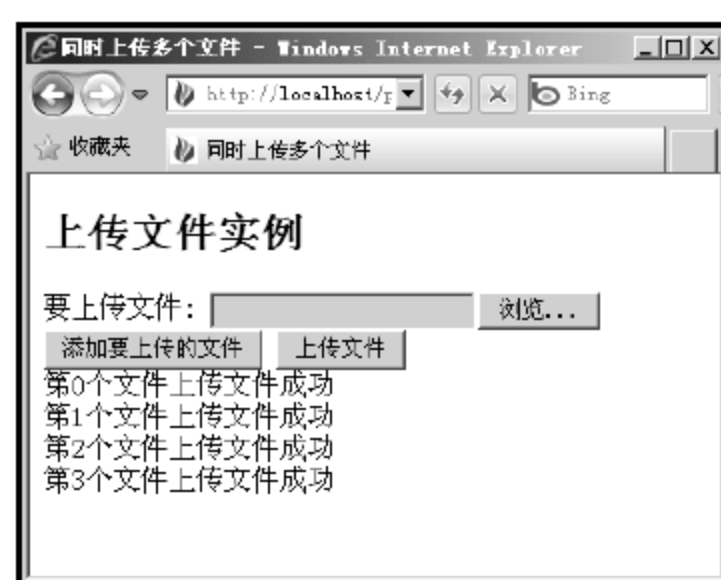 同时上传多个文件 - Windows Internet Explorer
http://localhost/p
Bing
收藏夹
同时上传多个文件
上传文件实例
要上传文件:
浏览...
添加要上传的文件
上传文件
第0个文件上传文件成功
第1个文件上传文件成功
第2个文件上传文件成功
第3个文件上传文件成功